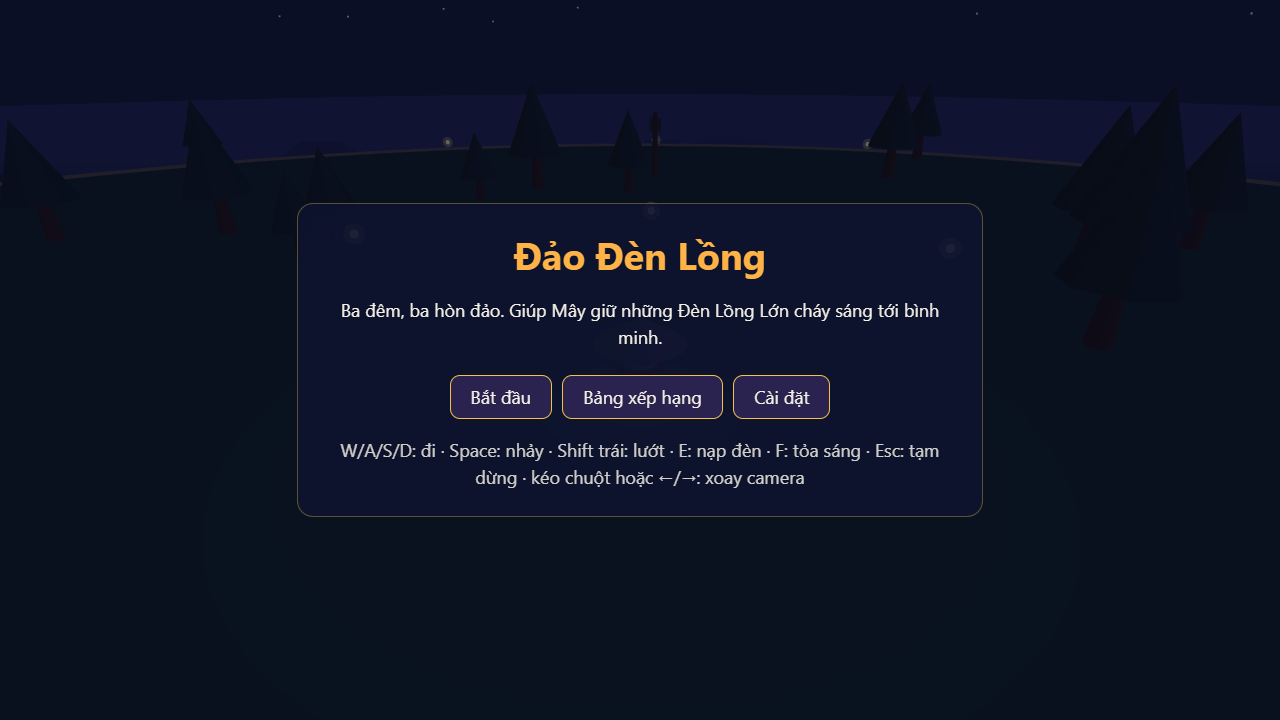 Đảo Đèn Lồng
Ba đêm, ba hòn đảo. Giúp Mây giữ những Đèn Lồng Lớn cháy sáng tới bình
minh.
Bắt đầu
Bảng xếp hạng
Cài đặt
W/A/S/D: đi · Space: nhảy · Shift trái: lướt · E: nạp đèn · F: tỏa sáng · Esc: tạm
dừng · kéo chuột hoặc ←/→: xoay camera